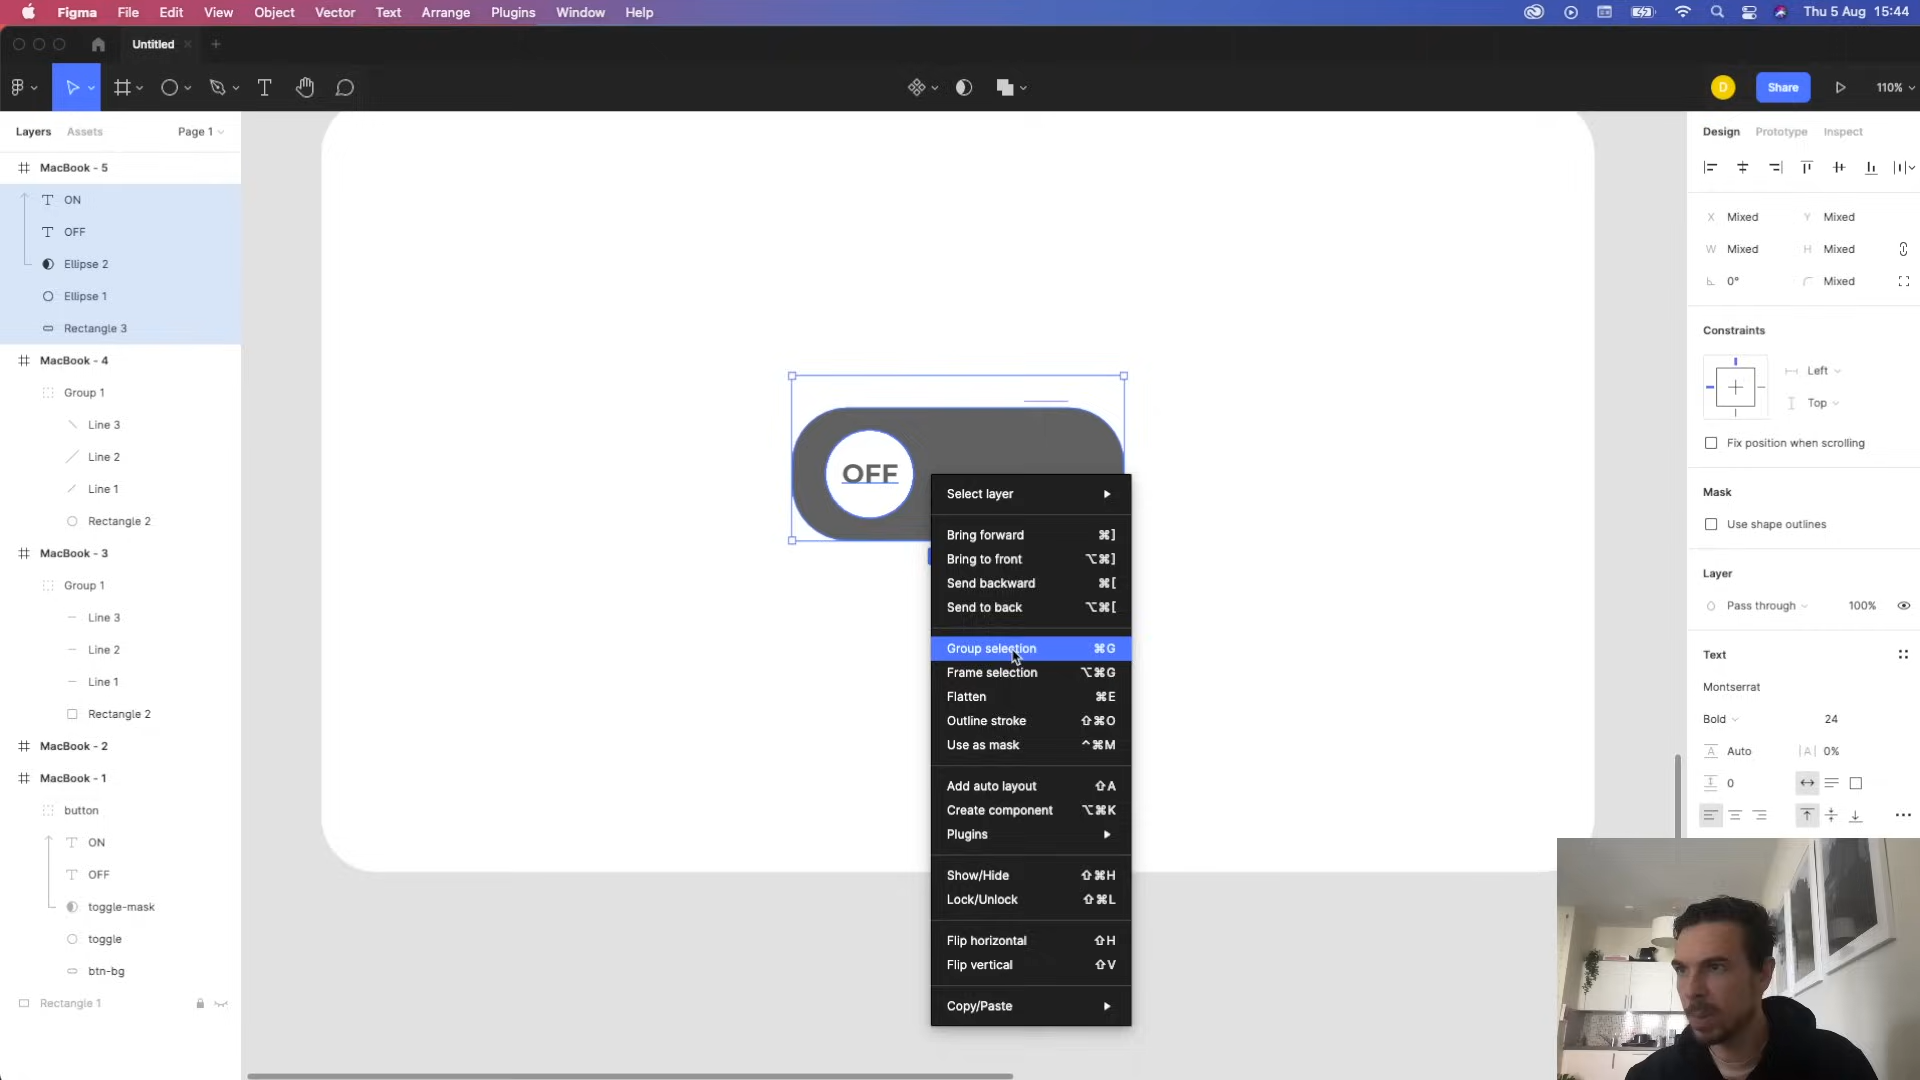 Figma File Edit View Object Vector Text Arrange Plugins Window Help Thu 5 Aug 15:44
Untitled
D Share 110%
Layers Assets Page 1
MacBook - 5
ON
OFF
Ellipse 2
Ellipse 1
Rectangle 3
MacBook - 4
Group 1
Line 3
Line 2
Line 1
Rectangle 2
MacBook - 3
Group 1
Line 3
Line 2
Line 1
Rectangle 2
MacBook - 2
MacBook - 1
button
ON
OFF
toggle-mask
toggle
btn-bg
Rectangle 1
OFF
Select layer
Bring forward ⌘]
Bring to front ⌥⌘]
Send backward ⌘[
Send to back ⌥⌘[
Group selection ⌘G
Frame selection ⌥⌘G
Flatten ⌘E
Outline stroke ⇧⌘O
Use as mask ^⌘M
Add auto layout ⇧A
Create component ⌥⌘K
Plugins
Show/Hide ⇧⌘H
Lock/Unlock ⇧⌘L
Flip horizontal ⇧H
Flip vertical ⇧V
Copy/Paste
Design Prototype Inspect
X Mixed Y Mixed
W Mixed H Mixed
0° Mixed
Constraints
Left
Top
Fix position when scrolling
Mask
Use shape outlines
Layer
Pass through 100%
Text
Montserrat
Bold 24
A Auto |A| 0%
0